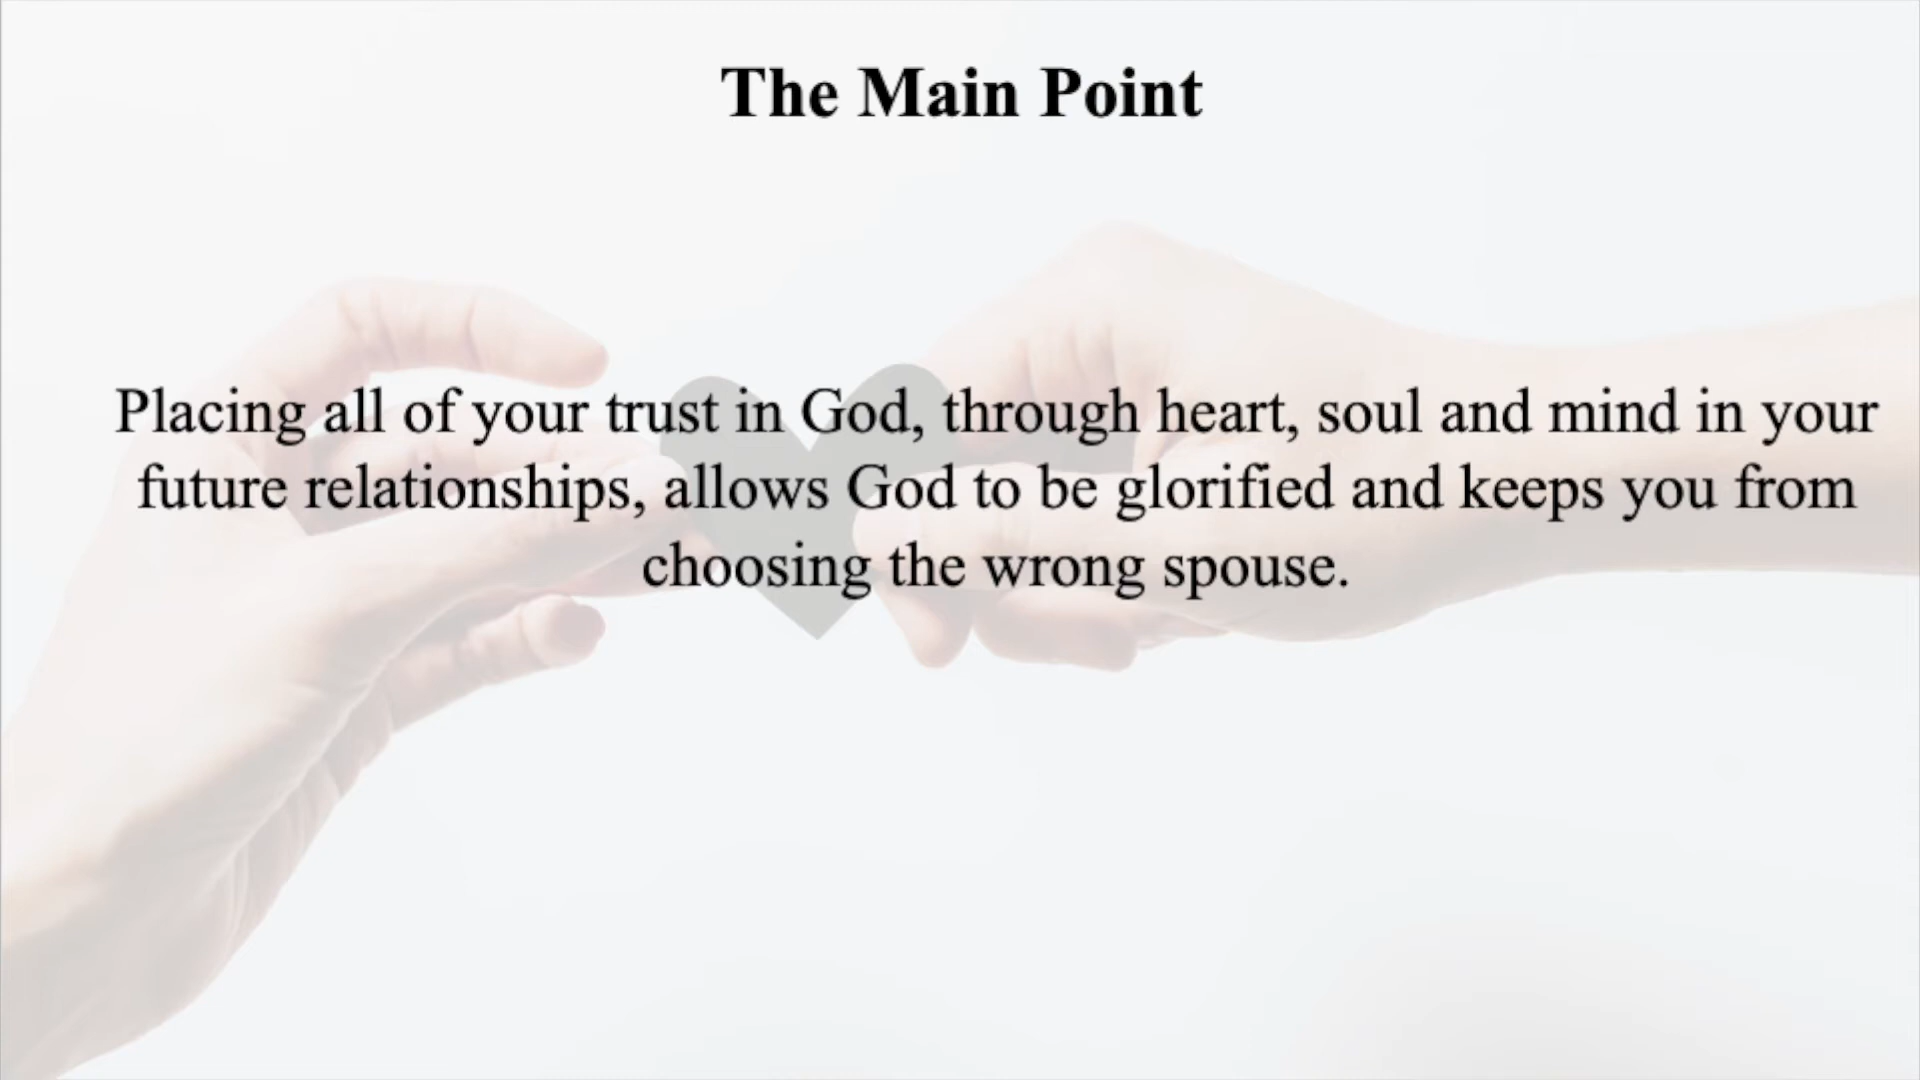 The Main Point
Placing all of your trust in God, through heart, soul and mind in your
future relationships, allows God to be glorified and keeps you from
choosing the wrong spouse.